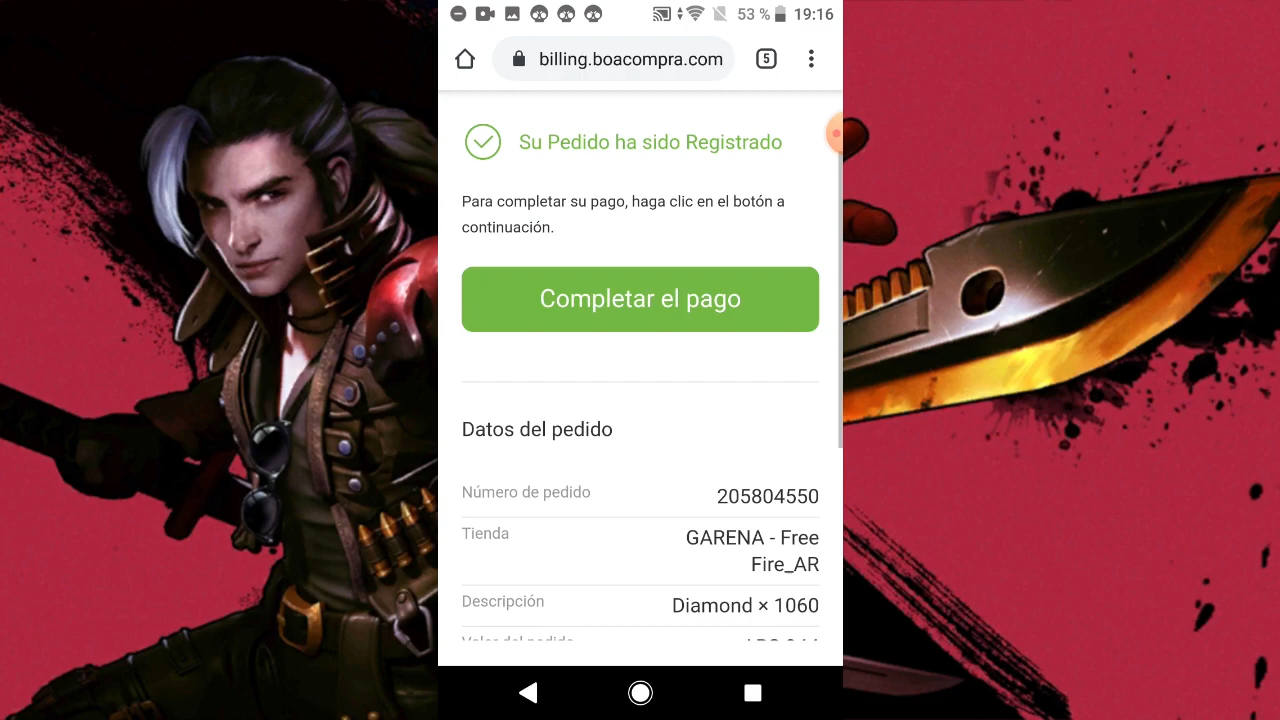 53 % 19:16
billing.boacompra.com 5
Su Pedido ha sido Registrado
Para completar su pago, haga clic en el botón a
continuación.
Completar el pago
Datos del pedido
Número de pedido 205804550
Tienda GARENA - Free
Fire_AR
Descripción Diamond × 1060